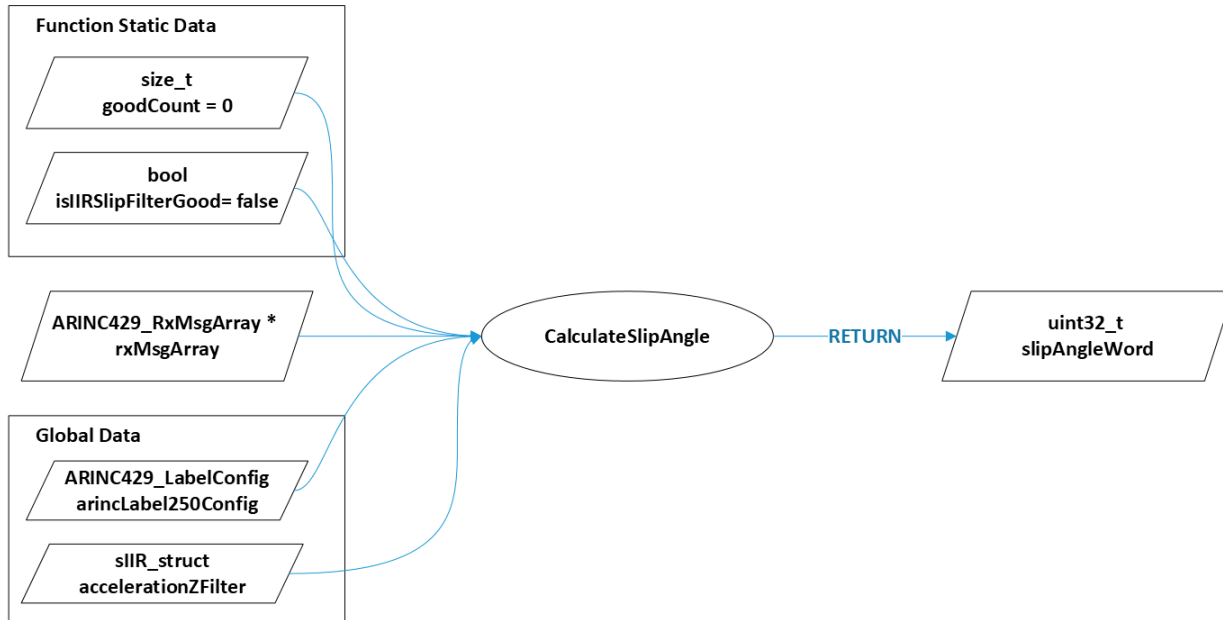 Function Static Data
size_t
goodCount = 0
bool
isIIRSlipFilterGood= false
ARINC429_RxMsgArray *
rxMsgArray
CalculateSlipAngle
RETURN
uint32_t
slipAngleWord
Global Data
ARINC429_LabelConfig
arincLabel250Config
sIIR_struct
accelerationZFilter